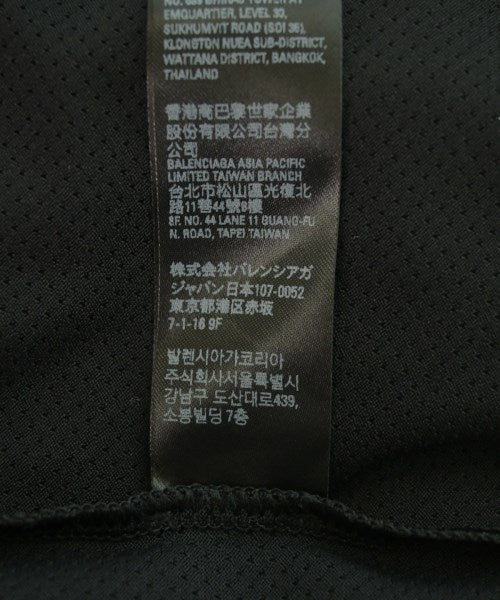 EMQUARTIER, LEVEL 33,
SUKHUMVIT ROAD (SOI 35),
KLONGTON NUEA SUB-DISTRICT,
WATTANA DISTRICT, BANGKOK,
THAILAND
香港商巴黎世家企業
股份有限公司台灣分
公司
BALENCIAGA ASIA PACIFIC
LIMITED TAIWAN BRANCH
台北市松山區光復北
路11巷44號8樓
8F. NO. 44 LANE 11 GUANG-FU
N. ROAD, TAPEI TAIWAN
株式会社バレンシアガ
ジャパン日本107-0052
東京都港区赤坂
7-1-16 9F
발렌시아가코리아
주식회사서울특별시
강남구 도산대로439,
소봉빌딩 7층